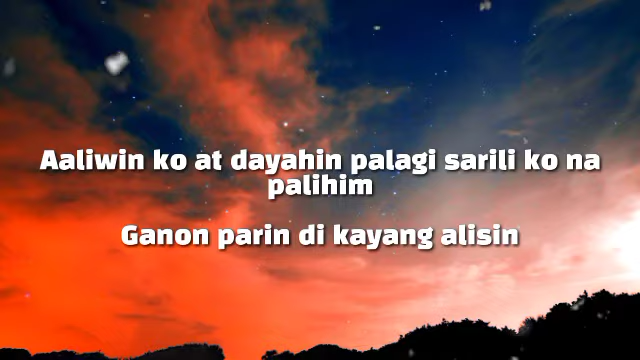 Aaliwin ko at dayahin palagi sarili ko na
palihim
Ganon parin di kayang alisin